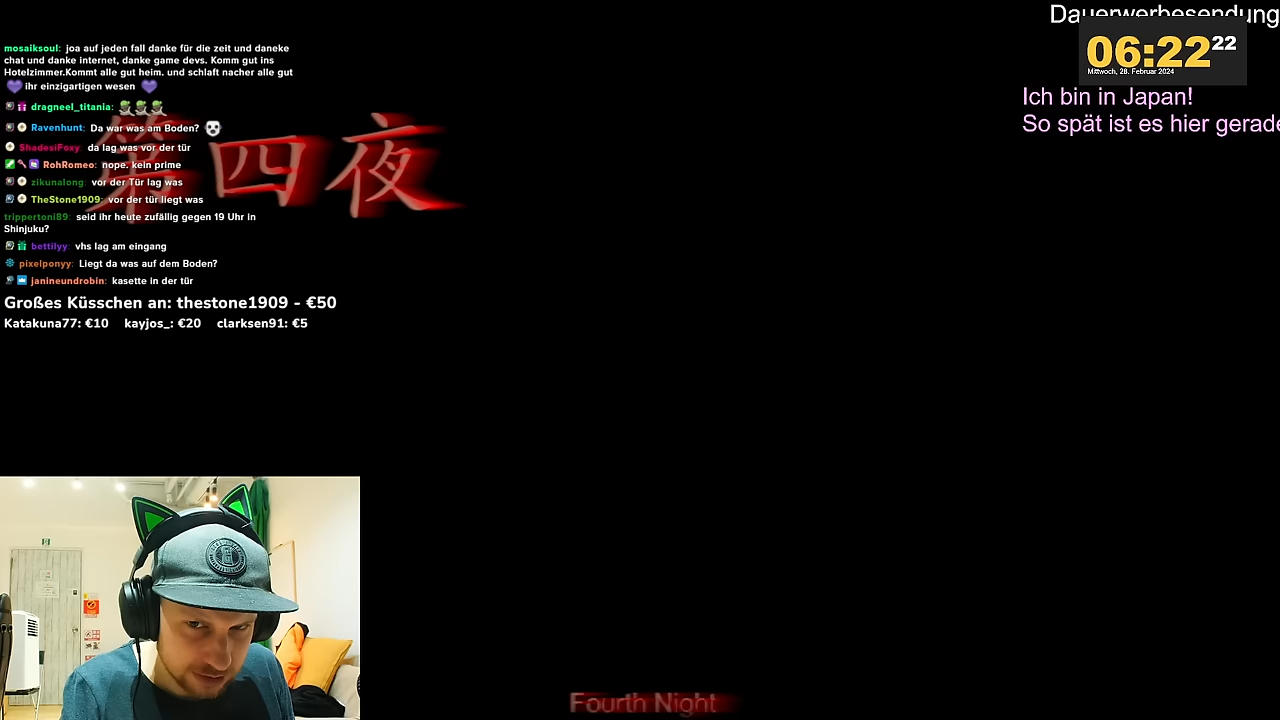 Dauerwerbesendung
06:22 22
Mittwoch, 28. Februar 2024
Ich bin in Japan!
So spät ist es hier gerade
mosaiksoul: joa auf jeden fall danke für die zeit und daneke
chat und danke internet, danke game devs. Komm gut ins
Hotelzimmer.Kommt alle gut heim. und schlaft nacher alle gut
ihr einzigartigen wesen
dragneel_titania:
Ravenhunt: Da war was am Boden?
ShadesiFoxy: da lag was vor der tür
RohRomeo: nope. kein prime
zikunalong: vor der Tür lag was
TheStone1909: vor der tür liegt was
trippertoni89: seid ihr heute zufällig gegen 19 Uhr in
Shinjuku?
bettilyy: vhs lag am eingang
pixelponyy: Liegt da was auf dem Boden?
janineundrobin: kasette in der tür
第四夜
Großes Küsschen an: thestone1909 - €50
Katakuna77: €10 kayjos_: €20 clarksen91: €5
Fourth Night